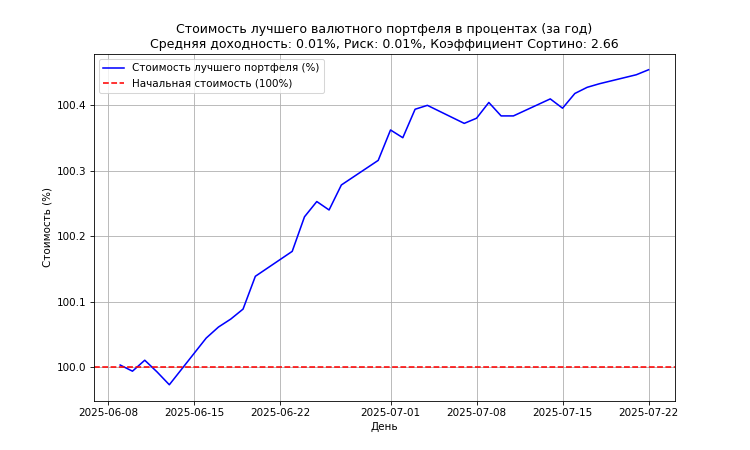 Стоимость лучшего валютного портфеля в процентах (за год)
Средняя доходность: 0.01%, Риск: 0.01%, Коэффициент Сортино: 2.66
Стоимость лучшего портфеля (%)
Начальная стоимость (100%)
Стоимость (%)
100.4
100.3
100.2
100.1
100.0
2025-06-08
2025-06-15
2025-06-22
2025-07-01
2025-07-08
2025-07-15
2025-07-22
День